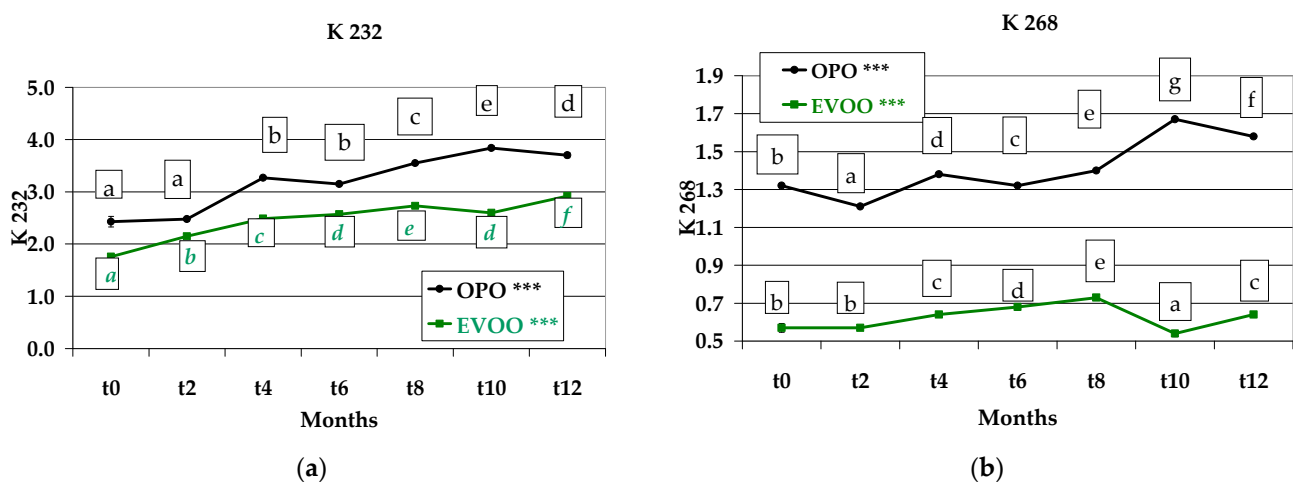 K 232
5.0
4.0
3.0
2.0
1.0
0.0
K 232
a
a
b
b
c
e
d
a
b
c
d
e
d
f
OPO ***
EVOO ***
t0 t2 t4 t6 t8 t10 t12
Months
(a)
K 268
1.9
1.7
1.5
1.3
1.1
0.9
0.7
0.5
K 268
OPO ***
EVOO ***
b
a
d
c
e
g
f
b
b
c
d
e
a
c
t0 t2 t4 t6 t8 t10 t12
Months
(b)